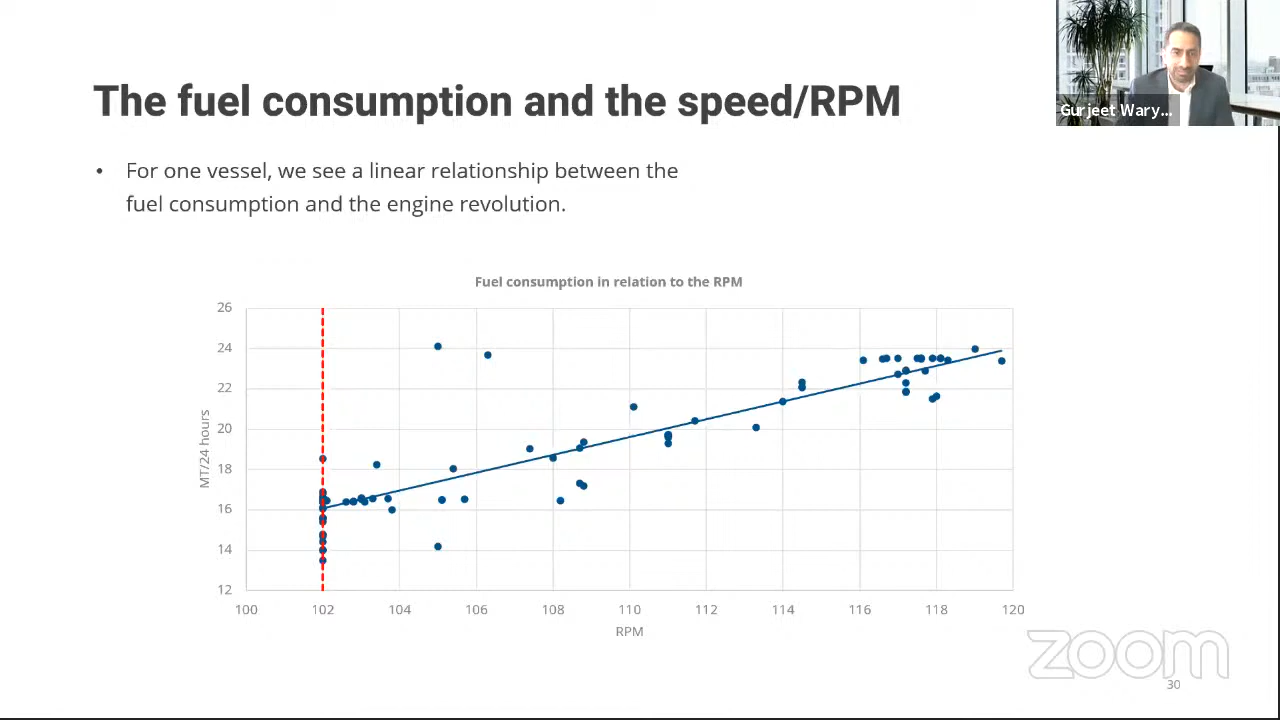 Gurjeet Wary...
The fuel consumption and the speed/RPM
• For one vessel, we see a linear relationship between the
fuel consumption and the engine revolution.
Fuel consumption in relation to the RPM
26
24
22
20
18
16
14
12
MT/24 hours
100 102 104 106 108 110 112 114 116 118 120
RPM
zoom
30